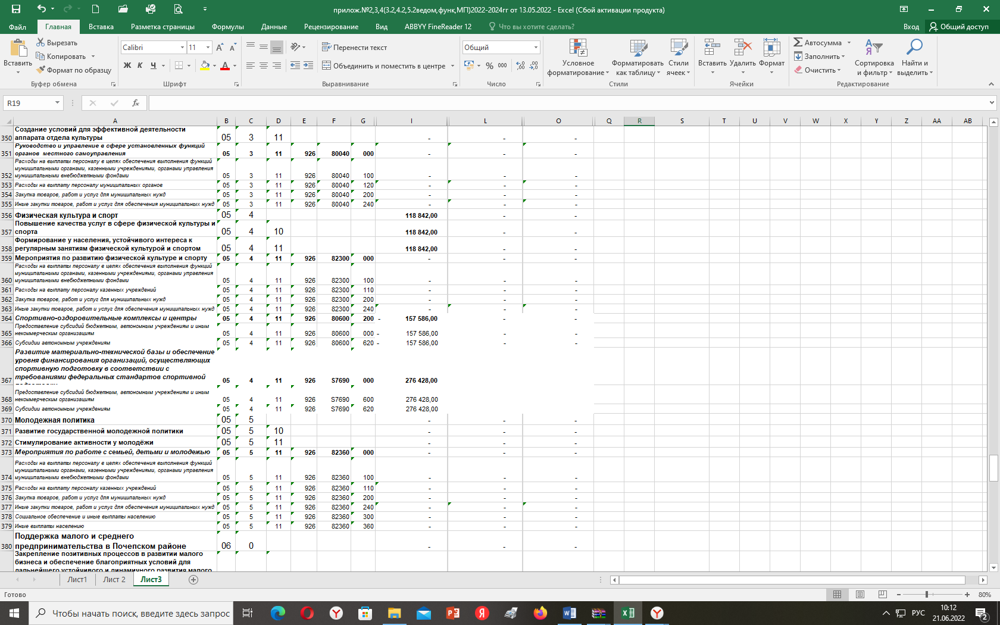 прилож.№2,3,4(3.2,4.2,5.2ведом,функ,МП)2022-2024гг от 13.05.2022 - Excel (Сбой активации продукта)
Файл Главная Вставка Разметка страницы Формулы Данные Рецензирование Вид ABBYY FineReader 12 Что вы хотите сделать? Вход Общий доступ
Вставить
Вырезать
Копировать
Формат по образцу
Буфер обмена
Calibri 11
Ж К Ч
Шрифт
Перенести текст
Объединить и поместить в центре
Выравнивание
Общий
% 000
Число
Условное форматирование
Форматировать как таблицу
Стили ячеек
Стили
Вставить Удалить Формат
Ячейки
Автосумма
Заполнить
Очистить
Сортировка и фильтр
Найти и выделить
Редактирование
R19 fx
A B C D E F G I L O Q R S T U V W X Y Z AA AB
Создание условий для эффективной деятельности
350 аппарата отдела культуры 05 3 11 - - -
Руководство и управление в сфере установленных функций
351 органов местного самоуправления 05 3 11 926 80040 000 - - -
Расходы на выплаты персоналу в целях обеспечения выполнения функций
муниципальными органами, казенными учреждениями, органами управления
352 муниципальными внебюджетными фондами 05 3 11 926 80040 100 - - -
353 Расходы на выплату персоналу муниципальных органов 05 3 11 926 80040 120 - - -
354 Закупка товаров, работ и услуг для муниципальных нужд 05 3 11 926 80040 200 - - -
355 Иные закупки товаров, работ и услуг для обеспечения муниципальных нужд 05 3 11 926 80040 240 - - -
356 Физическая культура и спорт 05 4 118 842,00 - -
Повышение качества услуг в сфере физической культуры и
357 спорта 05 4 10 118 842,00 - -
Формирование у населения, устойчивого интереса к
358 регулярным занятиям физической культурой и спортом 05 4 11 118 842,00 - -
359 Мероприятия по развитию физической культуре и спорту 05 4 11 926 82300 000 - - -
Расходы на выплаты персоналу в целях обеспечения выполнения функций
муниципальными органами, казенными учреждениями, органами управления
360 муниципальными внебюджетными фондами 05 4 11 926 82300 100 - - -
361 Расходы на выплату персоналу казенных учреждений 05 4 11 926 82300 110 - - -
362 Закупка товаров, работ и услуг для муниципальных нужд 05 4 11 926 82300 200 - - -
363 Иные закупки товаров, работ и услуг для обеспечения муниципальных нужд 05 4 11 926 82300 240 - - -
364 Спортивно-оздоровительные комплексы и центры 05 4 11 926 80600 200 - 157 586,00 - -
Предоставление субсидий бюджетным, автономным учреждениям и иным
365 некоммерческим организациям 05 4 11 926 80600 000 - 157 586,00 - -
366 Субсидии автономным учреждениям 05 4 11 926 80600 620 - 157 586,00 - -
Развитие материально-технической базы и обеспечение
уровня финансирования организаций, осуществляющих
спортивную подготовку в соответствии с
367 требованиями федеральных стандартов спортивной 05 4 11 926 S7690 000 276 428,00
Предоставление субсидий бюджетным, автономным учреждениям и иным
368 некоммерческим организациям 05 4 11 926 S7690 600 276 428,00
369 Субсидии автономным учреждениям 05 4 11 926 S7690 620 276 428,00
370 Молодежная политика 05 5 - - -
371 Развитие государственной молодежной политики 05 5 10 - - -
372 Стимулирование активности у молодёжи 05 5 11 - - -
373 Мероприятия по работе с семьей, детьми и молодежью 05 5 11 926 82360 000 - - -
Расходы на выплаты персоналу в целях обеспечения выполнения функций
муниципальными органами, казенными учреждениями, органами управления
374 муниципальными внебюджетными фондами 05 5 11 926 82360 100 - - -
375 Расходы на выплату персоналу казенных учреждений 05 5 11 926 82360 110 - - -
376 Закупка товаров, работ и услуг для муниципальных нужд 05 5 11 926 82360 200 - - -
377 Иные закупки товаров, работ и услуг для обеспечения муниципальных нужд 05 5 11 926 82360 240 - - -
378 Социальное обеспечение и иные выплаты населению 05 5 11 926 82360 300 - - -
379 Иные выплаты населению 05 5 11 926 82360 360 - - -
Поддержка малого и среднего
380 предпринимательства в Почепском районе 06 0 - - -
Закрепление позитивных процессов в развитии малого
бизнеса и обеспечение благоприятных условий для
дальнейшего устойчивого и динамичного развития малого
Лист1 Лист 2 Лист3
Готово 80%
Чтобы начать поиск, введите здесь запрос
РУС 10:12
21.06.2022 2